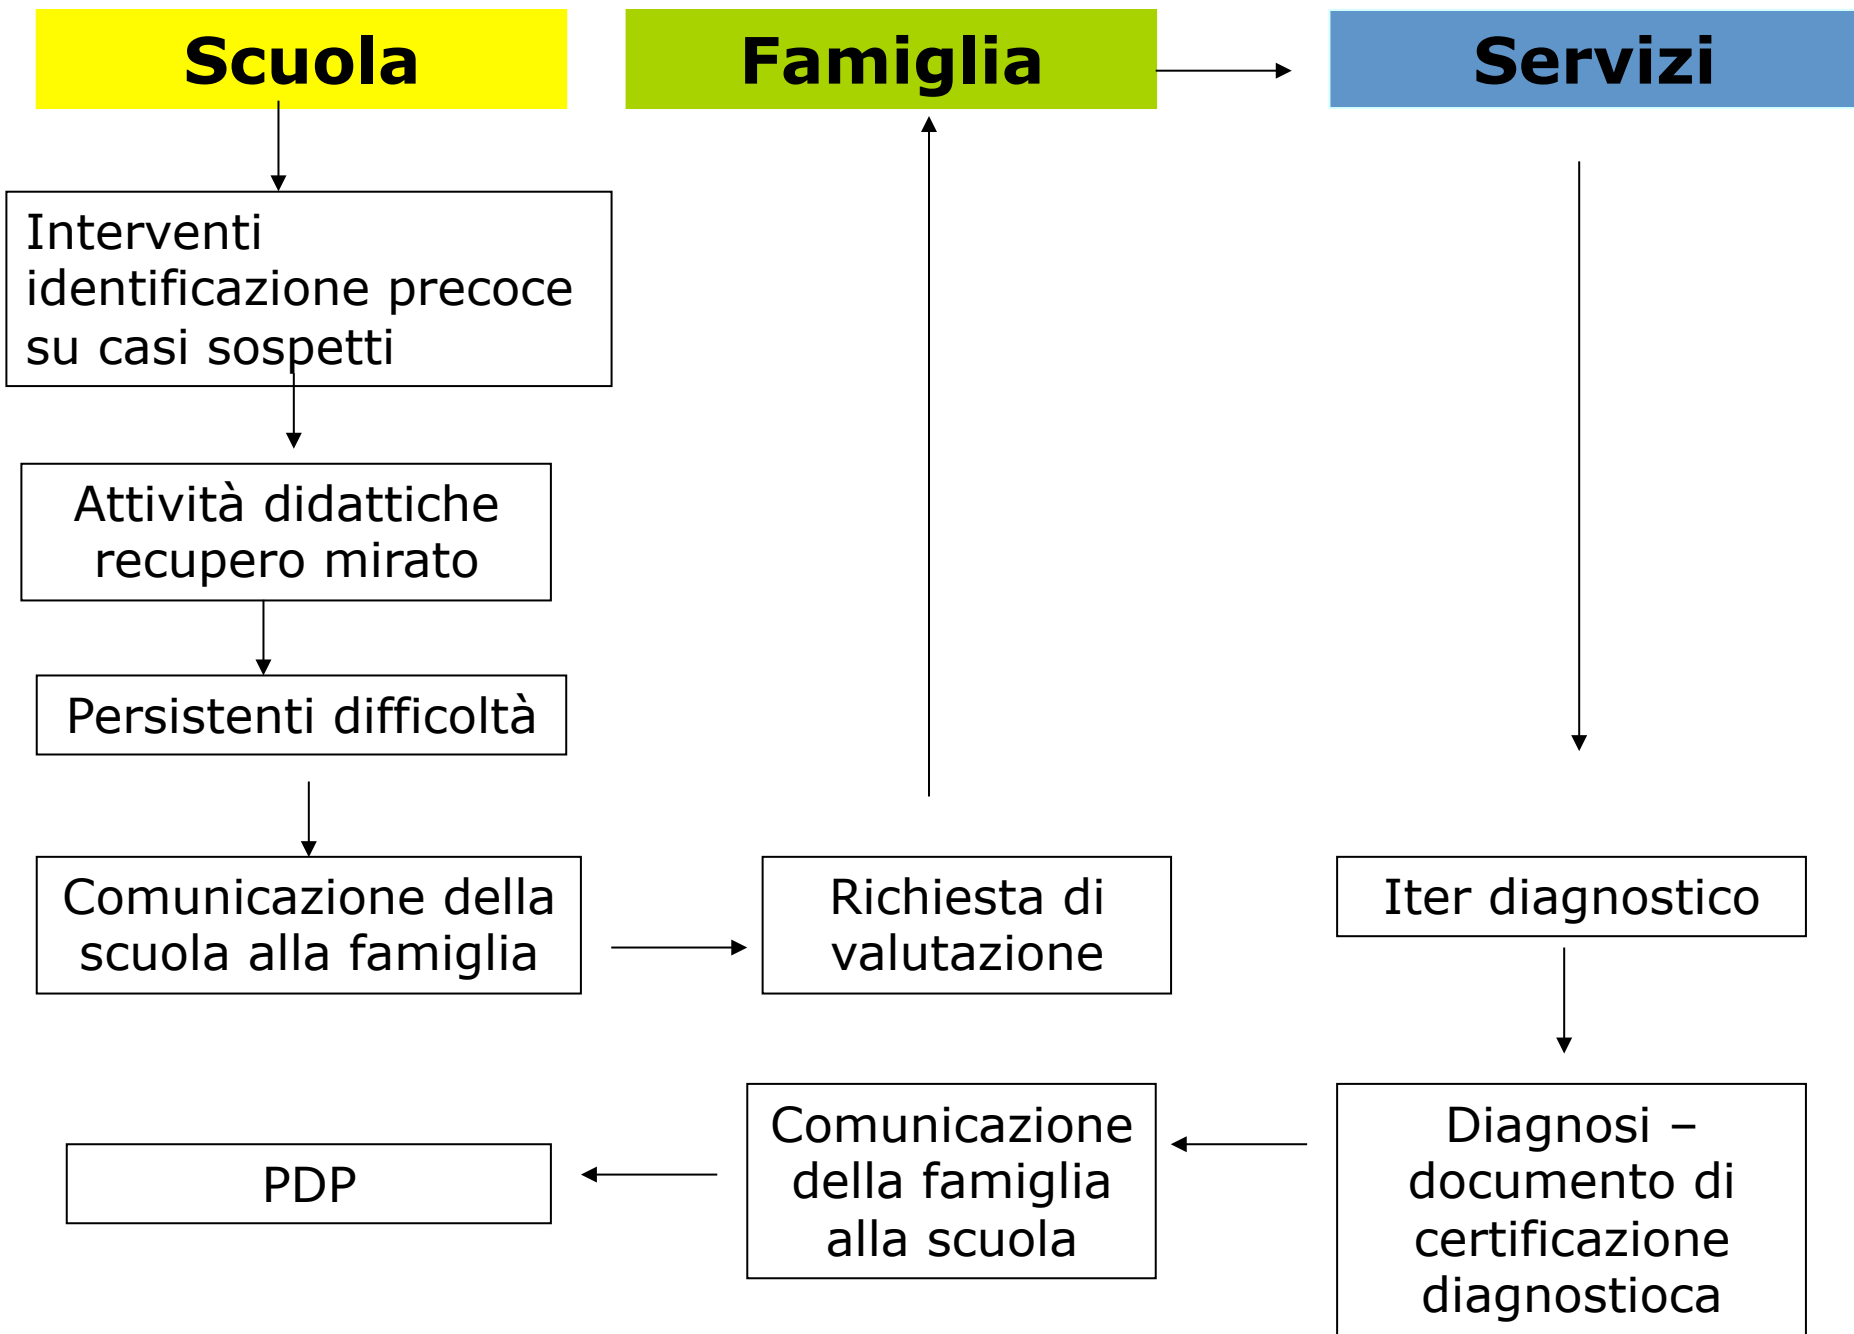 Scuola
Famiglia
Servizi
Interventi
identificazione precoce
su casi sospetti
Attività didattiche
recupero mirato
Persistenti difficoltà
Comunicazione della
scuola alla famiglia
Richiesta di
valutazione
Iter diagnostico
PDP
Comunicazione
della famiglia
alla scuola
Diagnosi –
documento di
certificazione
diagnostioca